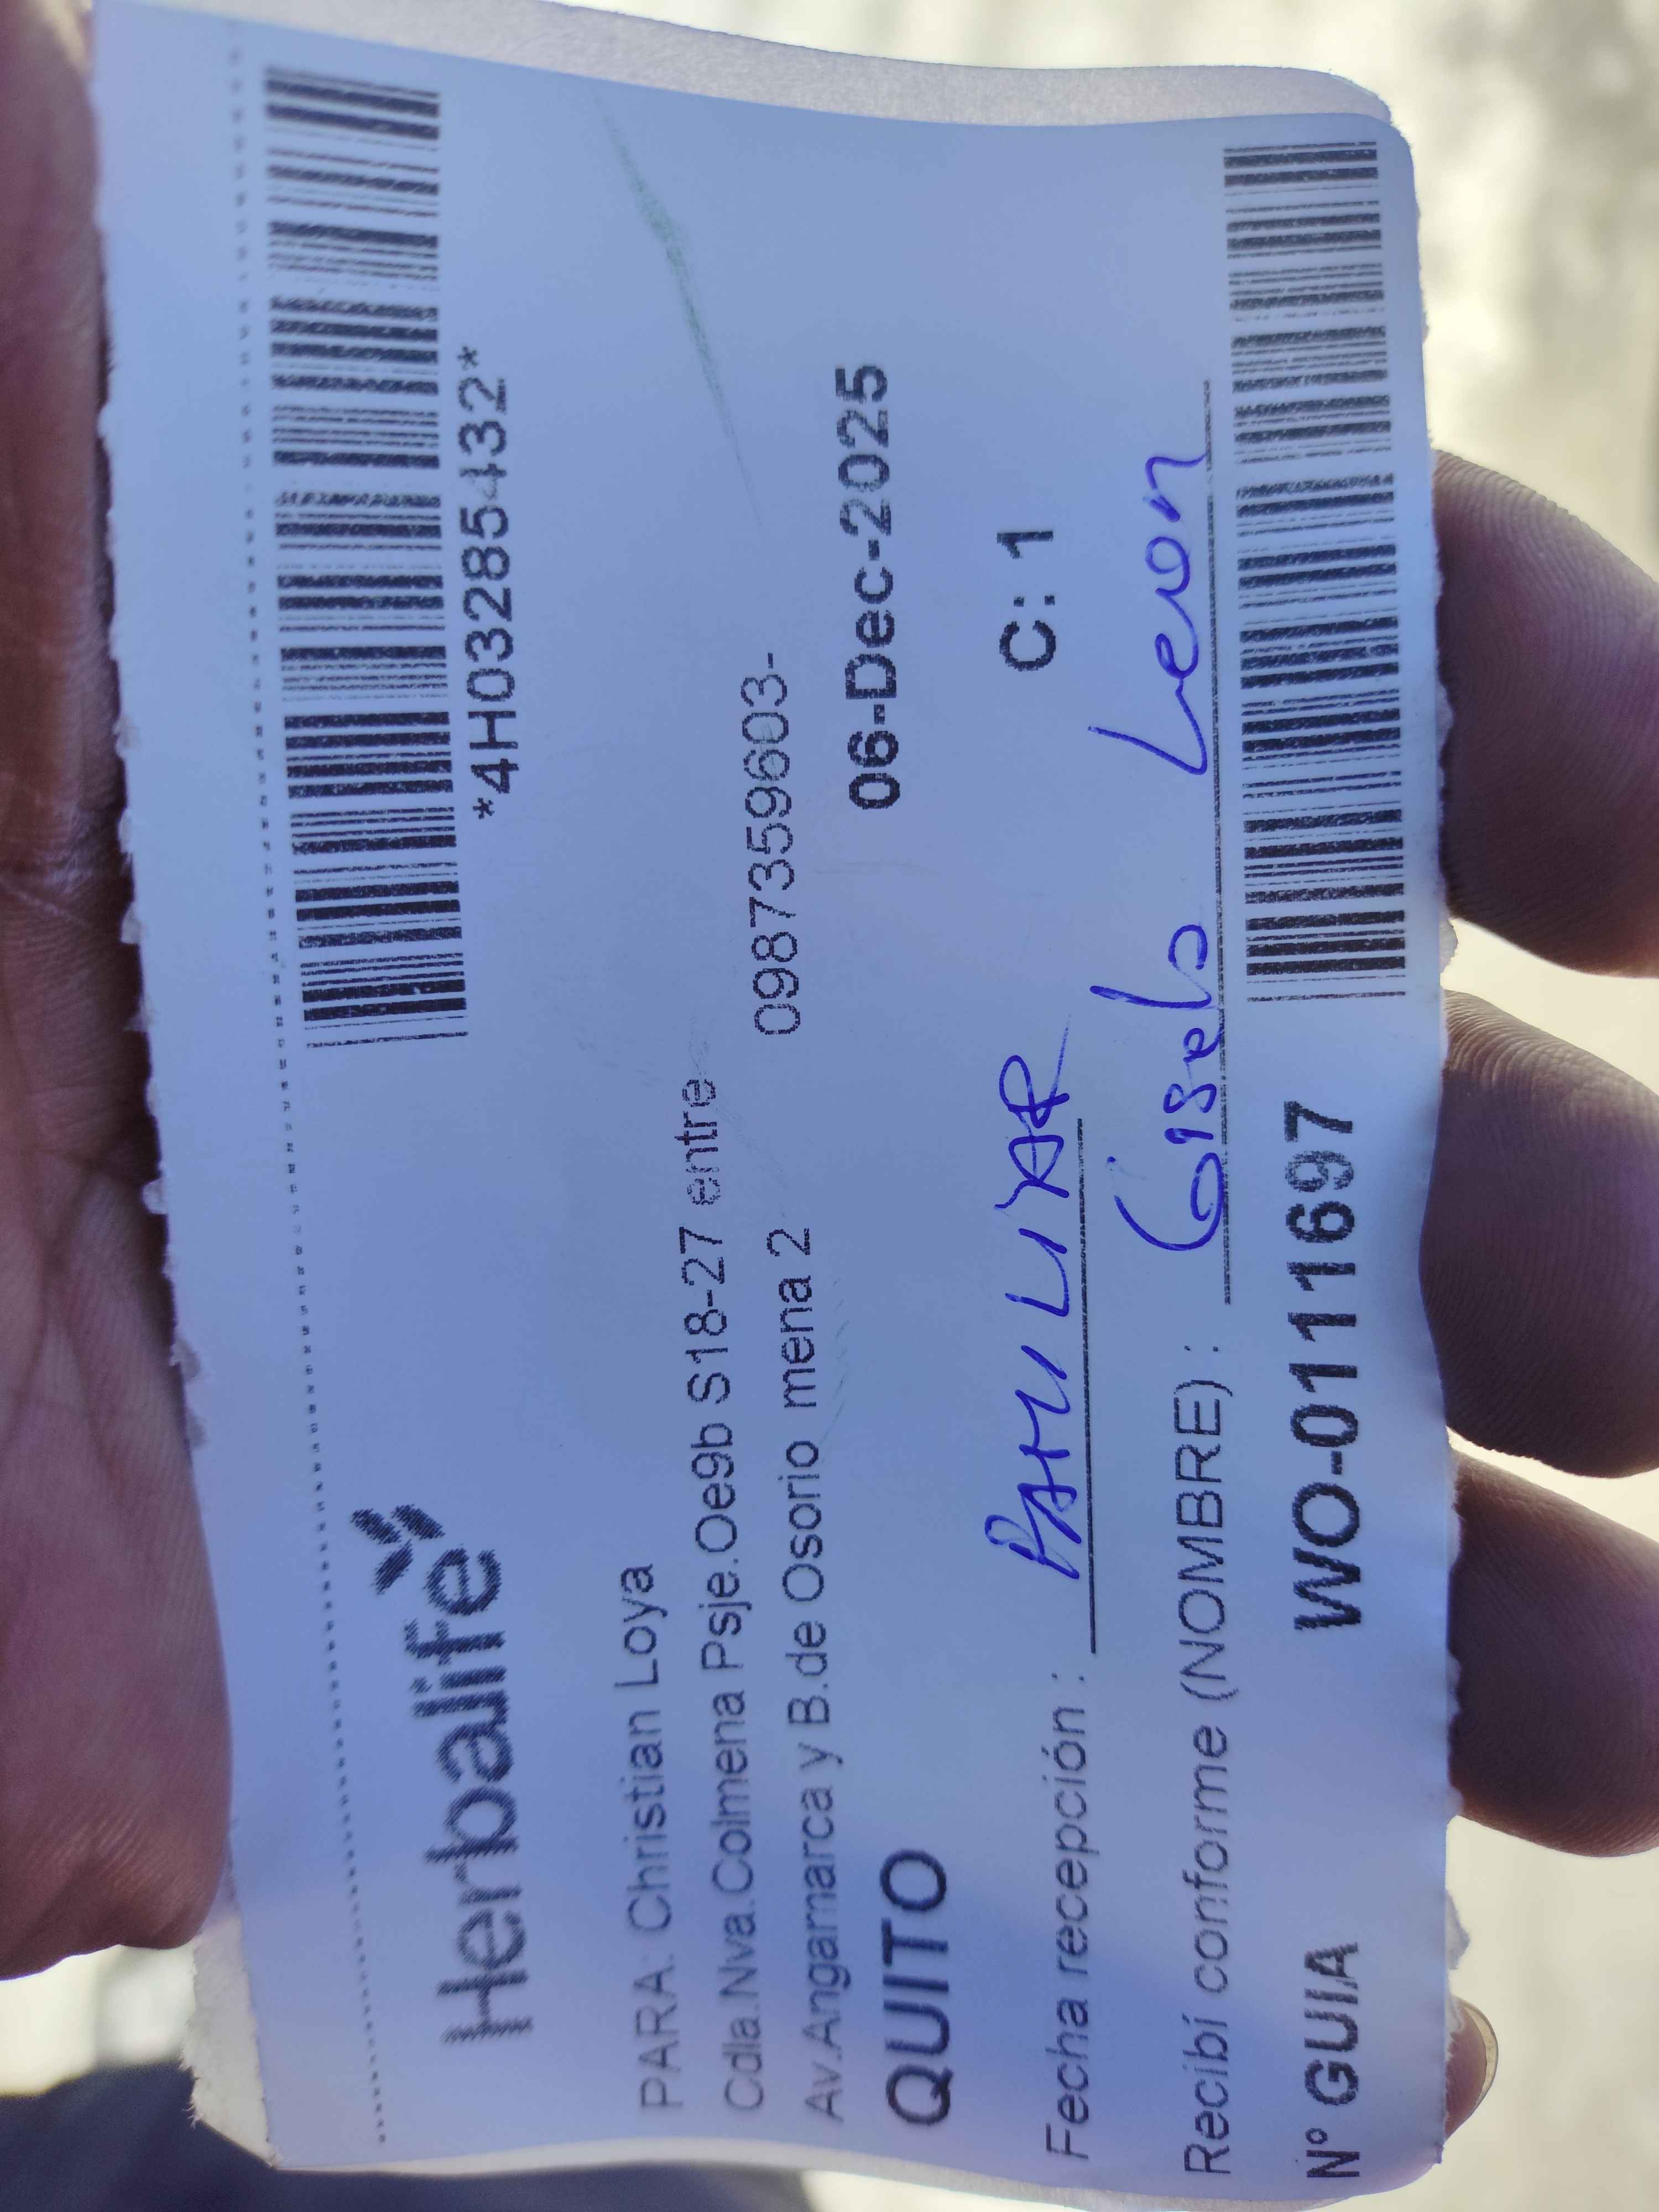 Herbalife
*4H03285432*
PARA: Christian Loya
Cdla.Nva.Colmena Psje.Oe9b S18-27 entre
Av.Angamarca y B.de Osorio mena 2 0987359603-
QUITO 06-Dec-2025
C: 1
Fecha recepción :
Recibí conforme (NOMBRE) : Gisela Leon
Nº GUIA WO-0111697